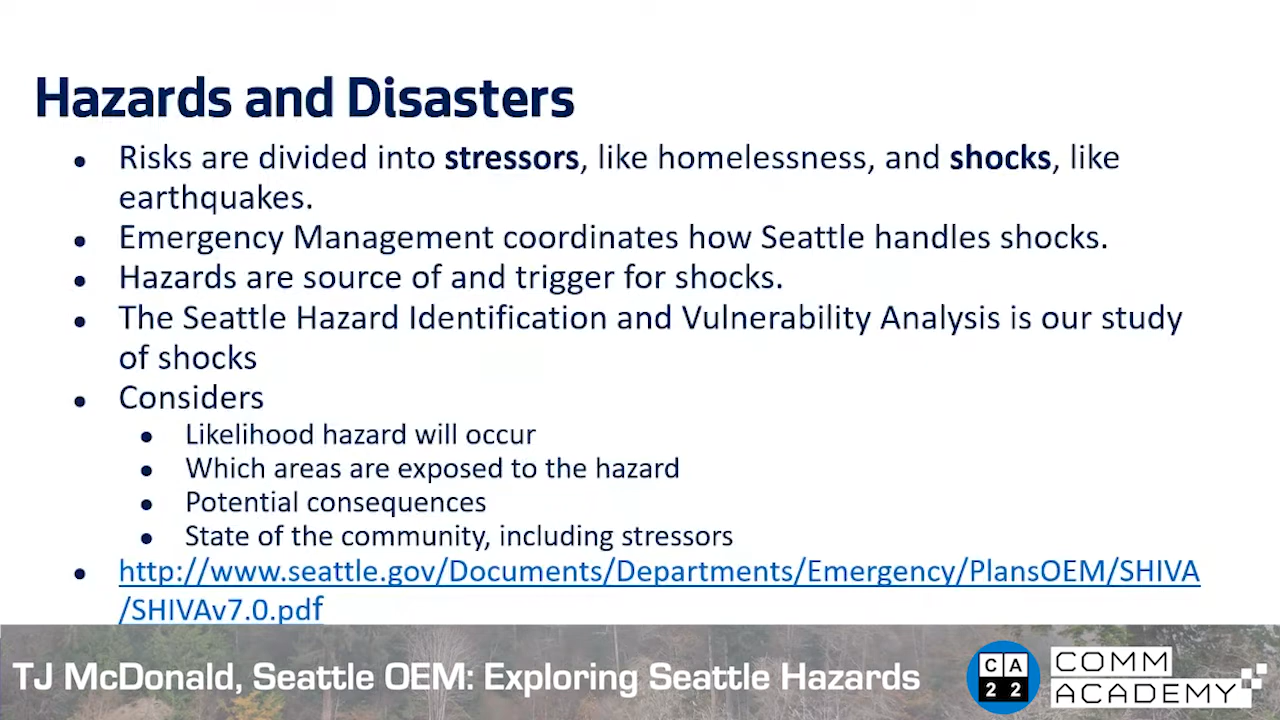 Hazards and Disasters
• Risks are divided into stressors, like homelessness, and shocks, like
earthquakes.
• Emergency Management coordinates how Seattle handles shocks.
• Hazards are source of and trigger for shocks.
• The Seattle Hazard Identification and Vulnerability Analysis is our study
of shocks
• Considers
• Likelihood hazard will occur
• Which areas are exposed to the hazard
• Potential consequences
• State of the community, including stressors
• http://www.seattle.gov/Documents/Departments/Emergency/PlansOEM/SHIVA
/SHIVAv7.0.pdf
TJ McDonald, Seattle OEM: Exploring Seattle Hazards
CA
22
COMM
ACADEMY